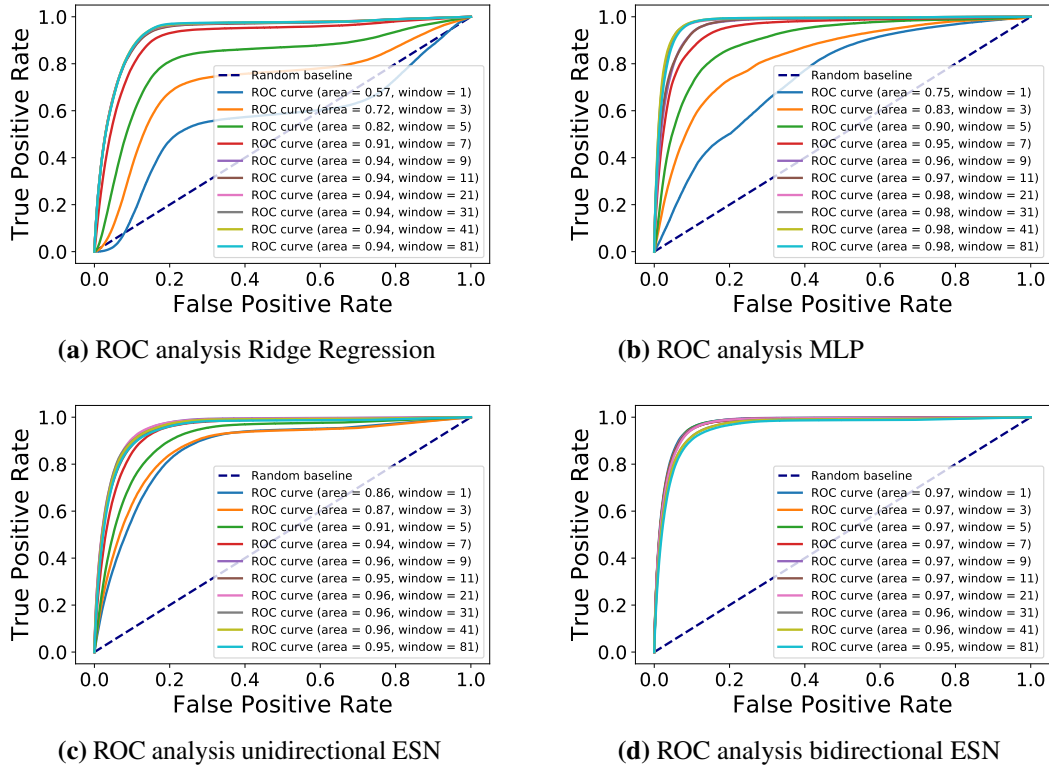 1.0
0.8
0.6
0.4
0.2
0.0
True Positive Rate
Random baseline
ROC curve (area = 0.57, window = 1)
ROC curve (area = 0.72, window = 3)
ROC curve (area = 0.82, window = 5)
ROC curve (area = 0.91, window = 7)
ROC curve (area = 0.94, window = 9)
ROC curve (area = 0.94, window = 11)
ROC curve (area = 0.94, window = 21)
ROC curve (area = 0.94, window = 31)
ROC curve (area = 0.94, window = 41)
ROC curve (area = 0.94, window = 81)
0.0 0.2 0.4 0.6 0.8 1.0
False Positive Rate
(a) ROC analysis Ridge Regression
1.0
0.8
0.6
0.4
0.2
0.0
True Positive Rate
Random baseline
ROC curve (area = 0.75, window = 1)
ROC curve (area = 0.83, window = 3)
ROC curve (area = 0.90, window = 5)
ROC curve (area = 0.95, window = 7)
ROC curve (area = 0.96, window = 9)
ROC curve (area = 0.97, window = 11)
ROC curve (area = 0.98, window = 21)
ROC curve (area = 0.98, window = 31)
ROC curve (area = 0.98, window = 41)
ROC curve (area = 0.98, window = 81)
0.0 0.2 0.4 0.6 0.8 1.0
False Positive Rate
(b) ROC analysis MLP
1.0
0.8
0.6
0.4
0.2
0.0
True Positive Rate
Random baseline
ROC curve (area = 0.86, window = 1)
ROC curve (area = 0.87, window = 3)
ROC curve (area = 0.91, window = 5)
ROC curve (area = 0.94, window = 7)
ROC curve (area = 0.96, window = 9)
ROC curve (area = 0.95, window = 11)
ROC curve (area = 0.96, window = 21)
ROC curve (area = 0.96, window = 31)
ROC curve (area = 0.96, window = 41)
ROC curve (area = 0.95, window = 81)
0.0 0.2 0.4 0.6 0.8 1.0
False Positive Rate
(c) ROC analysis unidirectional ESN
1.0
0.8
0.6
0.4
0.2
0.0
True Positive Rate
Random baseline
ROC curve (area = 0.97, window = 1)
ROC curve (area = 0.97, window = 3)
ROC curve (area = 0.97, window = 5)
ROC curve (area = 0.97, window = 7)
ROC curve (area = 0.97, window = 9)
ROC curve (area = 0.97, window = 11)
ROC curve (area = 0.97, window = 21)
ROC curve (area = 0.96, window = 31)
ROC curve (area = 0.96, window = 41)
ROC curve (area = 0.95, window = 81)
0.0 0.2 0.4 0.6 0.8 1.0
False Positive Rate
(d) ROC analysis bidirectional ESN